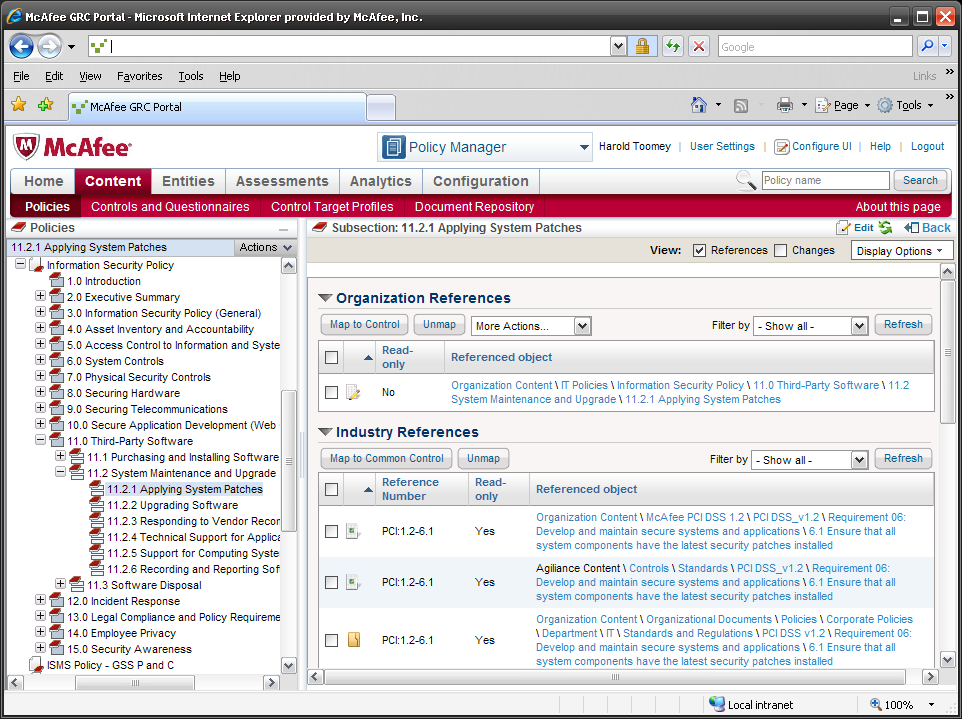 McAfee GRC Portal - Microsoft Internet Explorer provided by McAfee, Inc.
Google
File Edit View Favorites Tools Help Links
McAfee GRC Portal Page Tools
McAfee Policy Manager Harold Toomey User Settings Configure UI Help Logout
Home Content Entities Assessments Analytics Configuration Policy name Search
Policies Controls and Questionnaires Control Target Profiles Document Repository About this page
Policies
11.2.1 Applying System Patches Actions
Information Security Policy
1.0 Introduction
2.0 Executive Summary
3.0 Information Security Policy (General)
4.0 Asset Inventory and Accountability
5.0 Access Control to Information and Syste
6.0 System Controls
7.0 Physical Security Controls
8.0 Securing Hardware
9.0 Securing Telecommunications
10.0 Secure Application Development (Web
11.0 Third-Party Software
11.1 Purchasing and Installing Software
11.2 System Maintenance and Upgrade
11.2.1 Applying System Patches
11.2.2 Upgrading Software
11.2.3 Responding to Vendor Recor
11.2.4 Technical Support for Applica
11.2.5 Support for Computing Syste
11.2.6 Recording and Reporting Sof
11.3 Software Disposal
12.0 Incident Response
13.0 Legal Compliance and Policy Requireme
14.0 Employee Privacy
15.0 Security Awareness
ISMS Policy - GSS P and C
Subsection: 11.2.1 Applying System Patches Edit Back
View: References Changes Display Options
Organization References
Map to Control Unmap More Actions... Filter by - Show all - Refresh
Read-only Referenced object
No Organization Content \ IT Policies \ Information Security Policy \ 11.0 Third-Party Software \ 11.2
System Maintenance and Upgrade \ 11.2.1 Applying System Patches
Industry References
Map to Common Control Unmap Filter by - Show all - Refresh
Reference Number Read-only Referenced object
PCI:1.2-6.1 Yes Organization Content \ McAfee PCI DSS 1.2 \ PCI DSS_v1.2 \ Requirement 06:
Develop and maintain secure systems and applications \ 6.1 Ensure that all
system components have the latest security patches installed
PCI:1.2-6.1 Yes Agiliance Content \ Controls \ Standards \ PCI DSS_v1.2 \ Requirement 06:
Develop and maintain secure systems and applications \ 6.1 Ensure that all
system components have the latest security patches installed
PCI:1.2-6.1 Yes Organization Content \ Organizational Documents \ Policies \ Corporate Policies
\ Department \ IT \ Standards and Regulations \ PCI DSS v1.2 \ Requirement 06:
Develop and maintain secure systems and applications \ 6.1 Ensure that all
system components have the latest security patches installed
Local intranet 100%